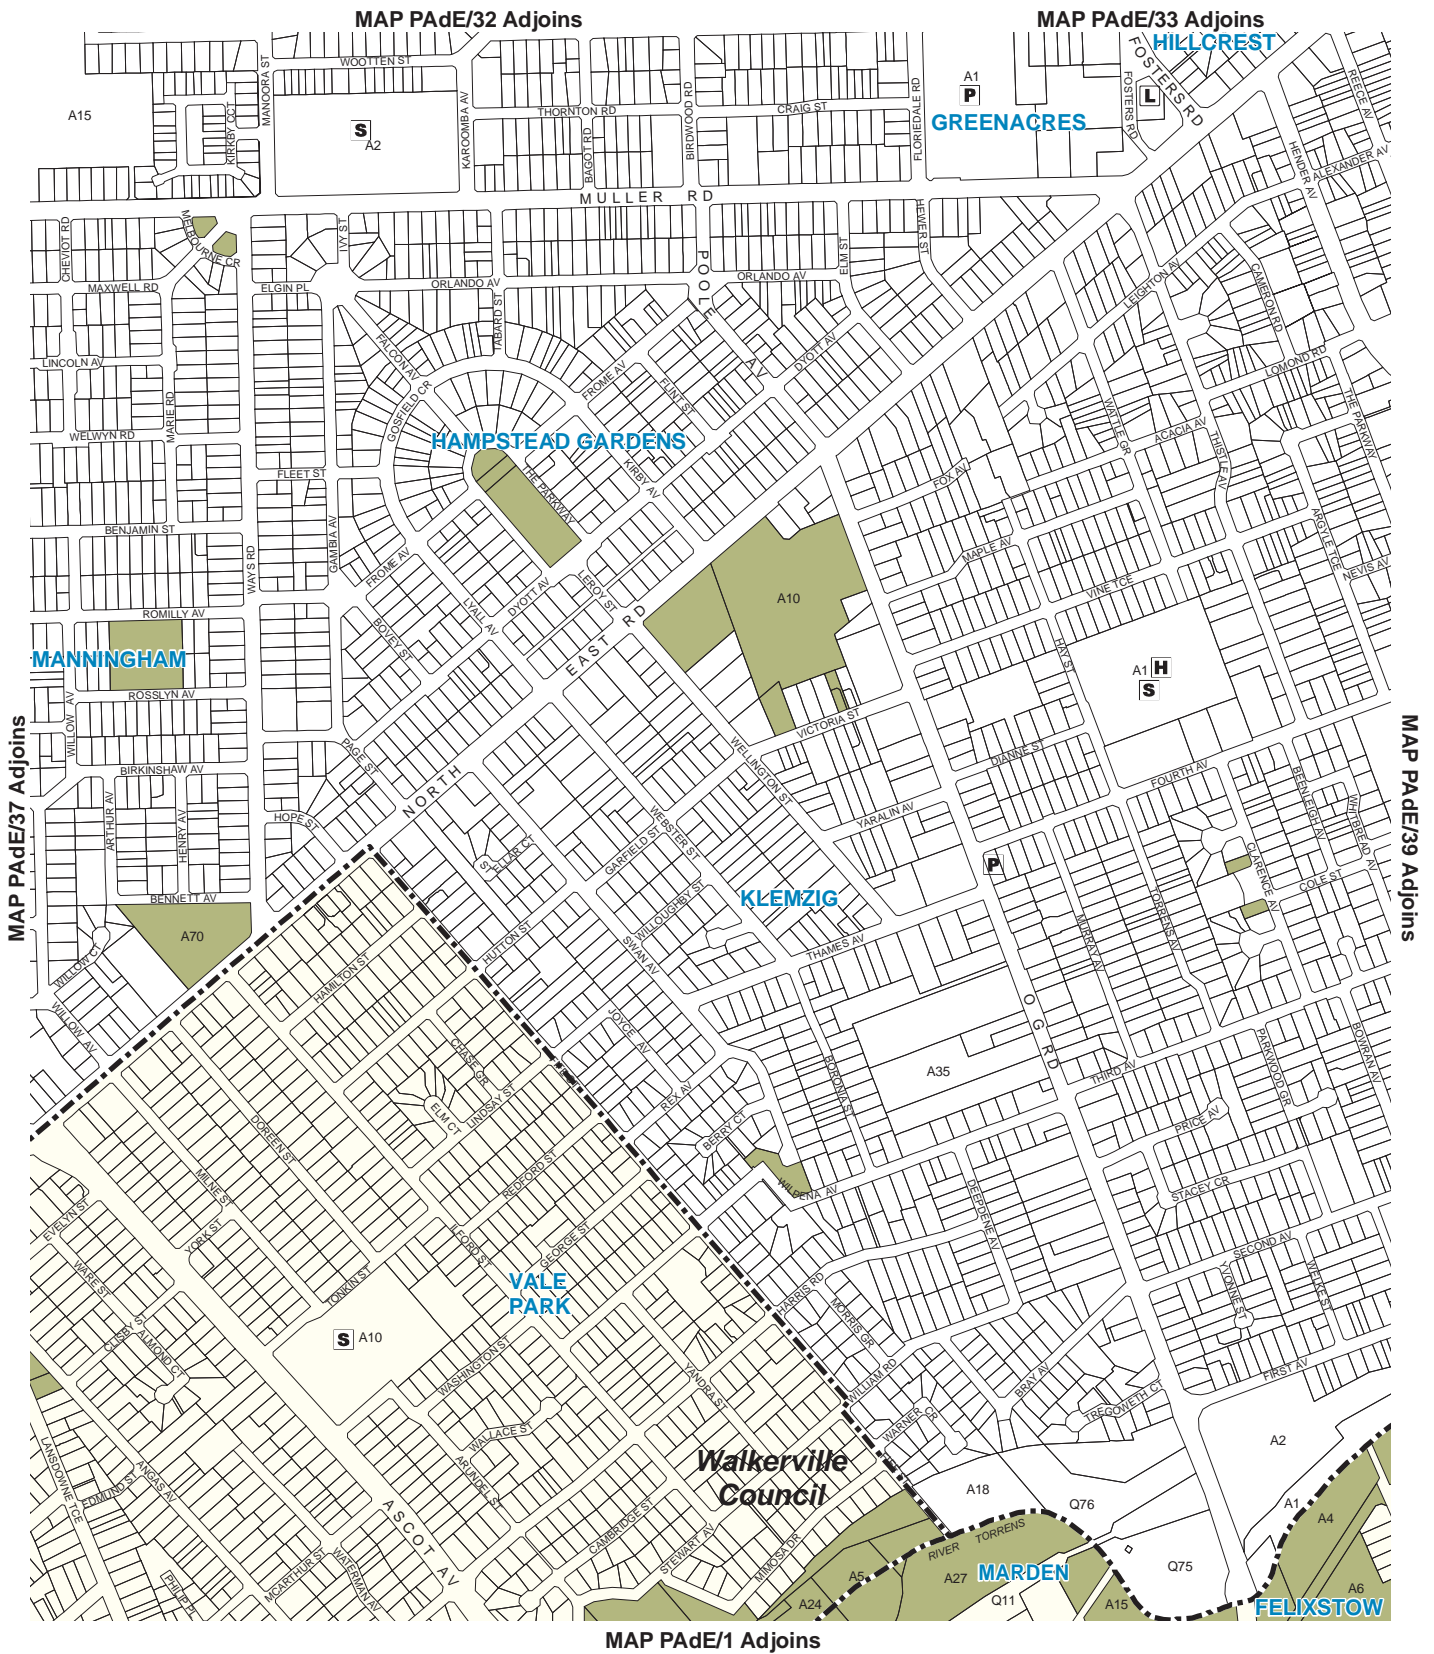 MAP PAdE/32 Adjoins
MAP PAdE/33 Adjoins
HILLCREST
FOSTERS RD
WOOTTEN ST
MANOORA ST
A15
KIRKBY CCT
S
A2
KAROOMBA AV
THORNTON RD
BAGOT RD
BIRDWOOD RD
CRAIG ST
FLORIEDALE RD
A1
P
GREENACRES
FOSTERS RD
L
REECE AV
HENDER AV
ALEXANDER AV
MULLER RD
CHEVIOT RD
MELBOURNE CR
IVY ST
HEWER ST
ELM ST
MAXWELL RD
ELGIN PL
ORLANDO AV
ORLANDO AV
POOLE AV
TABARD ST
LEIGHTON AV
CAMERON RD
LINCOLN AV
FALCON AV
GOSFIELD CR
FROME AV
FLINT ST
DYOTT AV
LOMOND RD
THE PARKWAY
MARIE RD
WELWYN RD
HAMPSTEAD GARDENS
WATTLE GR
ACACIA AV
THISTLE AV
FLEET ST
THE PARKWAY
KIRBY AV
FOX AV
ARGYLE TCE
BENJAMIN ST
WAYS RD
GAMBIA AV
FROME AV
MAPLE AV
NEVIS AV
VINE TCE
ROMILLY AV
LYALL AV
DYOTT AV
LEROY ST
A10
BOVEY ST
NORTH EAST RD
MANNINGHAM
HAY ST
A1
H
S
ROSSLYN AV
WILLOW AV
VICTORIA ST
PAGE ST
WELLINGTON ST
DIANNE ST
BIRKINSHAW AV
FOURTH AV
BEENLEIGH AV
WHITBREAD AV
ARTHUR AV
HENRY AV
HOPE ST
WEBSTER ST
YARALIN AV
GARFIELD ST
STELLAR CT
P
CLARENCE AV
COLE ST
BENNETT AV
KLEMZIG
WILLOUGHBY ST
A70
HUTTON ST
SWAN AV
THAMES AV
MURRAY AV
TORRENS AV
WILLOW CT
HAMILTON ST
WILLOW AV
JOYCE AV
O G RD
BOWRAN AV
PARKWOOD GR
CHASE GR
BORONIA ST
A35
THIRD AV
REX AV
ELM CT
LINDSAY ST
DOREEN ST
BERRY CT
PRICE AV
REDFORD ST
MILNE ST
WILPENA AV
STACEY CR
DEEPDENE AV
EVELYN ST
YORK ST
ILFORD ST
GEORGE ST
SECOND AV
WARE ST
TONKIN ST
VALE
PARK
HARRIS RD
YVONNE ST
WELKE ST
MORRIS GR
CLISBY ST
ALMOND CT
S
A10
WASHINGTON ST
YANDRA ST
WILLIAM RD
BRAY AV
FIRST AV
TREGOWETH CT
WARNER CR
WALLACE ST
A2
LANSDOWNE TCE
ANGAS AV
EDMUND ST
ARUNDEL ST
Walkerville
Council
A18
Q76
A1
ASCOT AV
CAMBRIDGE ST
STEWART AV
MIMOSA DR
RIVER TORRENS
A4
MCARTHUR ST
WATERMAN AV
PHILIP PL
A5
A27
MARDEN
Q75
A24
Q11
A15
A6
FELIXSTOW
MAP PAdE/1 Adjoins
MAP PAdE/37 Adjoins
MAP PAdE/39 Adjoins